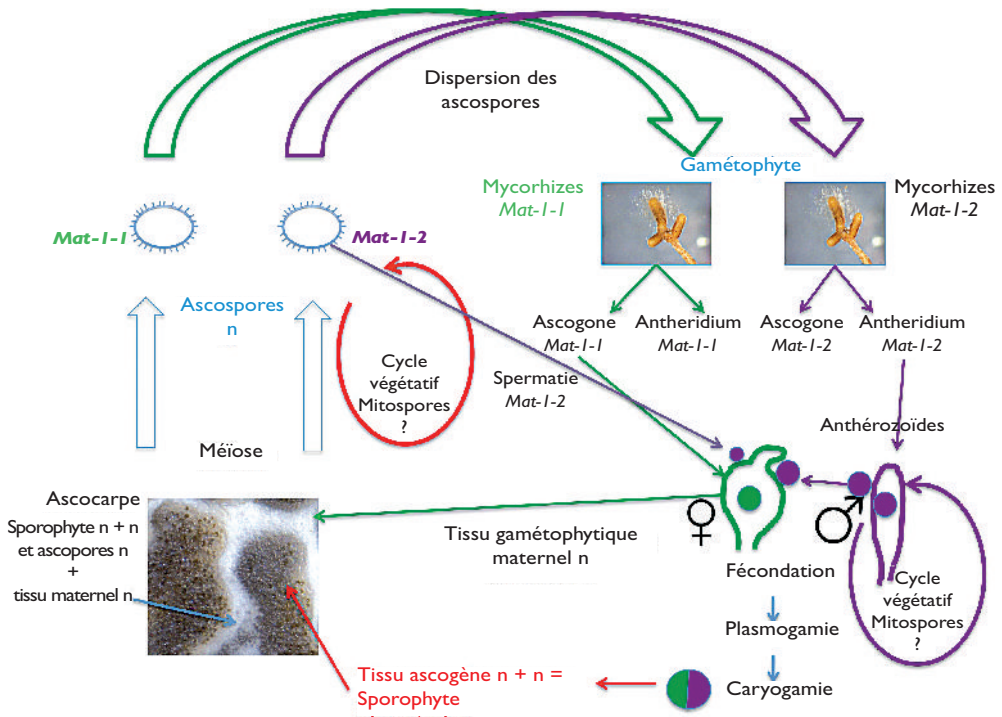 Dispersion des
ascospores
Gamétophyte
Mycorhizes
Mat-1-1
Mycorhizes
Mat-1-2
Mat-1-1
Mat-1-2
Ascospores
n
Ascogone
Mat-1-1
Antheridium
Mat-1-1
Ascogone
Mat-1-2
Antheridium
Mat-1-2
Cycle
végétatif
Mitospores
?
Spermatie
Mat-1-2
Anthérozoïdes
Méïose
Ascocarpe
Sporophyte n + n
et ascopores n
+
tissu maternel n
Tissu gamétophytique
maternel n
♀
♂
Fécondation
Cycle
végétatif
Mitospores
?
Plasmogamie
Caryogamie
Tissu ascogène n + n =
Sporophyte